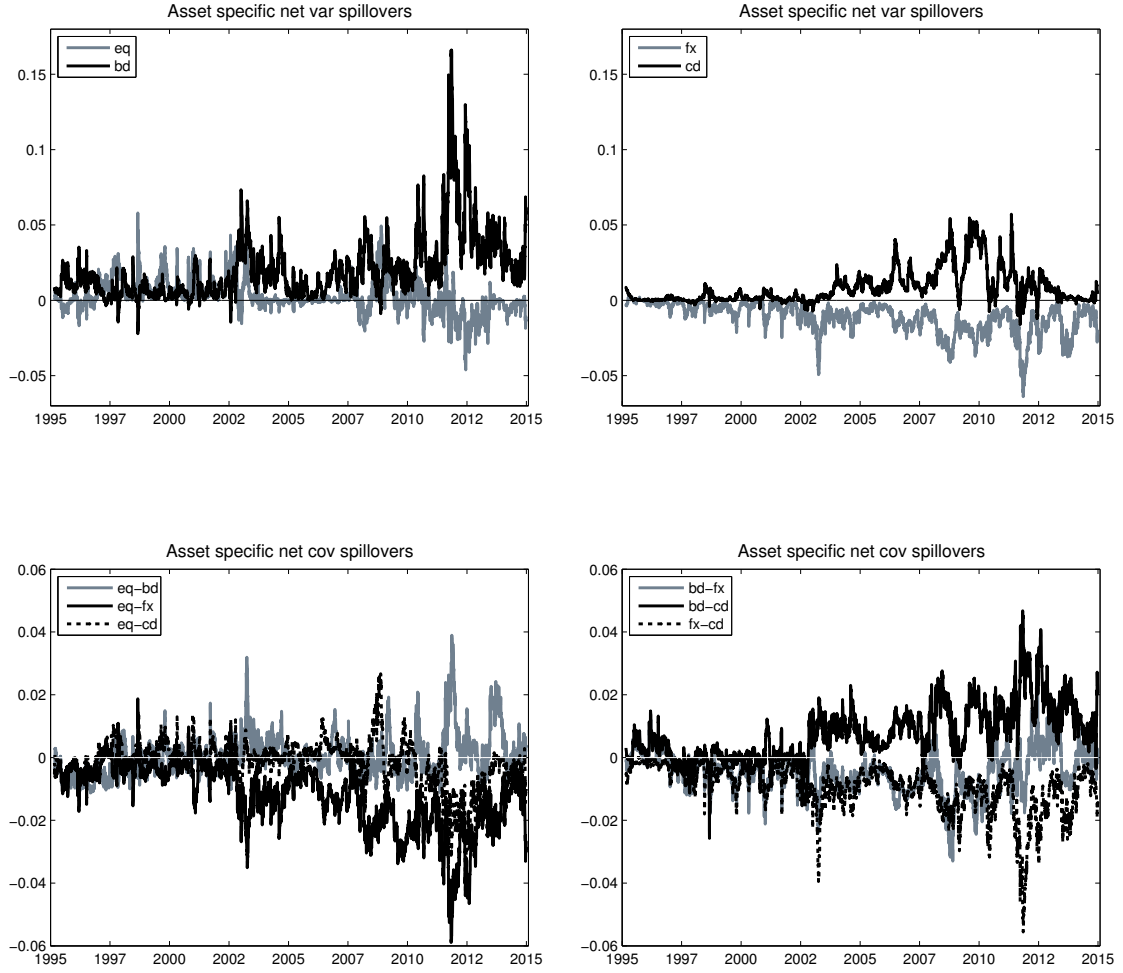 Asset specific net var spillovers
eq
bd
0.15
0.1
0.05
0
−0.05
1995 1997 2000 2002 2005 2007 2010 2012 2015
Asset specific net var spillovers
fx
cd
0.15
0.1
0.05
0
−0.05
1995 1997 2000 2002 2005 2007 2010 2012 2015
Asset specific net cov spillovers
0.06
eq−bd
eq−fx
eq−cd
0.04
0.02
0
−0.02
−0.04
−0.06
1995 1997 2000 2002 2005 2007 2010 2012 2015
Asset specific net cov spillovers
0.06
bd−fx
bd−cd
fx−cd
0.04
0.02
0
−0.02
−0.04
−0.06
1995 1997 2000 2002 2005 2007 2010 2012 2015